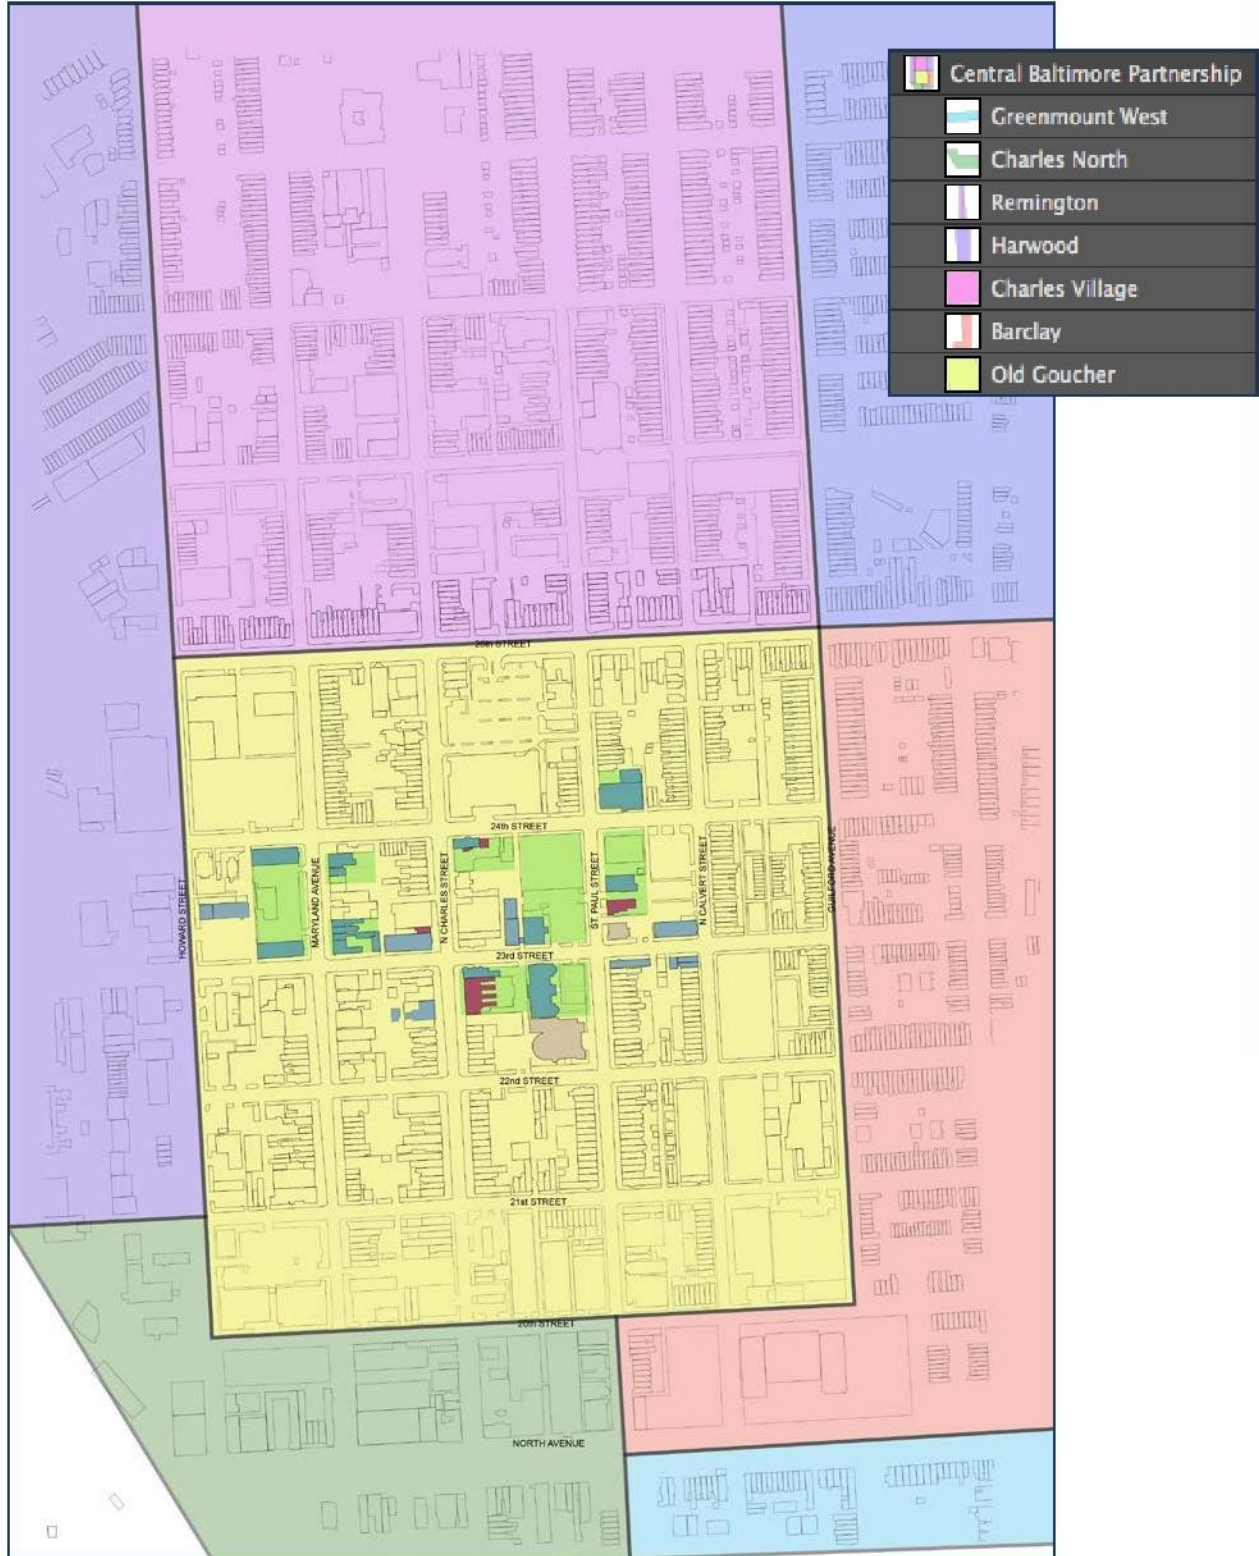 Central Baltimore Partnership
Greenmount West
Charles North
Remington
Harwood
Charles Village
Barclay
Old Goucher
25th STREET
24th STREET
HOWARD STREET
MARYLAND AVENUE
N CHARLES STREET
ST. PAUL STREET
N CALVERT STREET
GUILFORD AVENUE
23rd STREET
22nd STREET
21st STREET
20th STREET
NORTH AVENUE